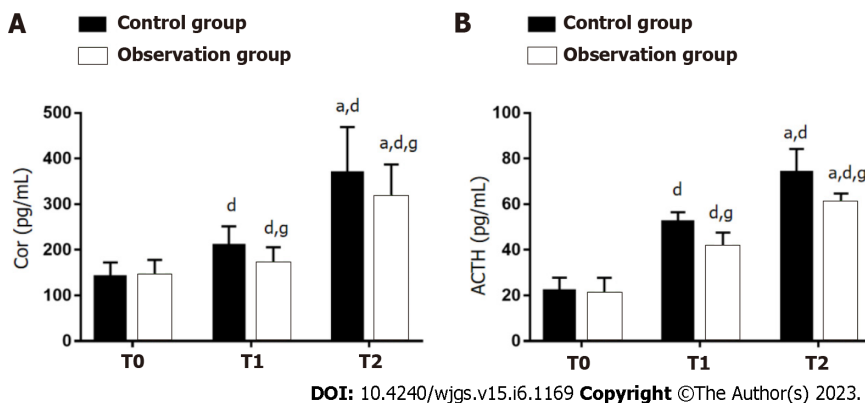 A
Control group
Observation group
Cor (pg/mL)
500
400
300
200
100
0
d
d,g
a,d
a,d,g
T0
T1
T2
B
Control group
Observation group
ACTH (pg/mL)
100
80
60
40
20
0
d
d,g
a,d
a,d,g
T0
T1
T2
DOI: 10.4240/wjgs.v15.i6.1169 Copyright ©The Author(s) 2023.